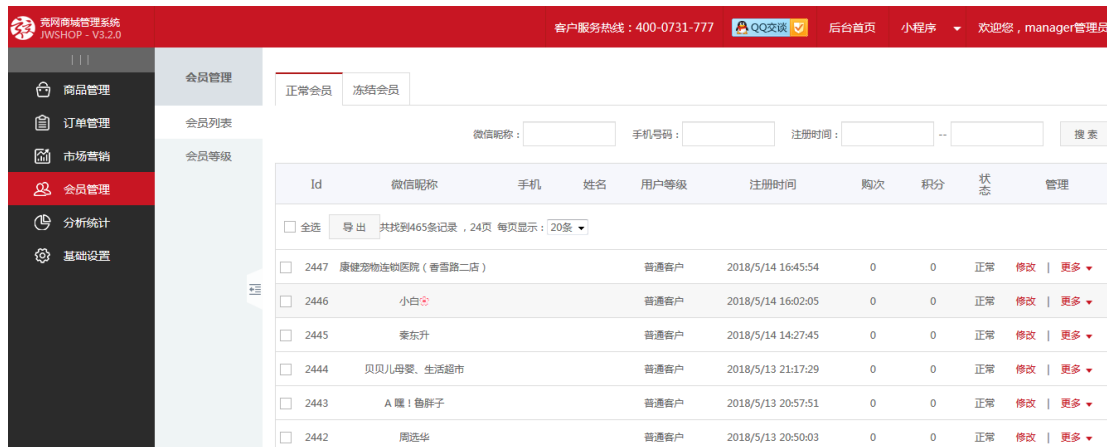 竞网商城管理系统
JWSHOP - V3.2.0
客户服务热线：400-0731-777 QQ交谈 后台首页 小程序 欢迎您，manager管理员
商品管理
订单管理
市场营销
会员管理
分析统计
基础设置
会员管理
会员列表
会员等级
正常会员 冻结会员
微信昵称： 手机号码： 注册时间： -- 搜 索
Id 微信昵称 手机 姓名 用户等级 注册时间 购次 积分 状态 管理
全选 导 出 共找到465条记录 ，24页 每页显示：20条
2447 康健宠物连锁医院（香雪路二店） 普通客户 2018/5/14 16:45:54 0 0 正常 修改 | 更多
2446 小白 普通客户 2018/5/14 16:02:05 0 0 正常 修改 | 更多
2445 秦东升 普通客户 2018/5/14 14:27:45 0 0 正常 修改 | 更多
2444 贝贝儿母婴、生活超市 普通客户 2018/5/13 21:17:29 0 0 正常 修改 | 更多
2443 A 嘿！鲁胖子 普通客户 2018/5/13 20:57:51 0 0 正常 修改 | 更多
2442 周选华 普通客户 2018/5/13 20:50:03 0 0 正常 修改 | 更多